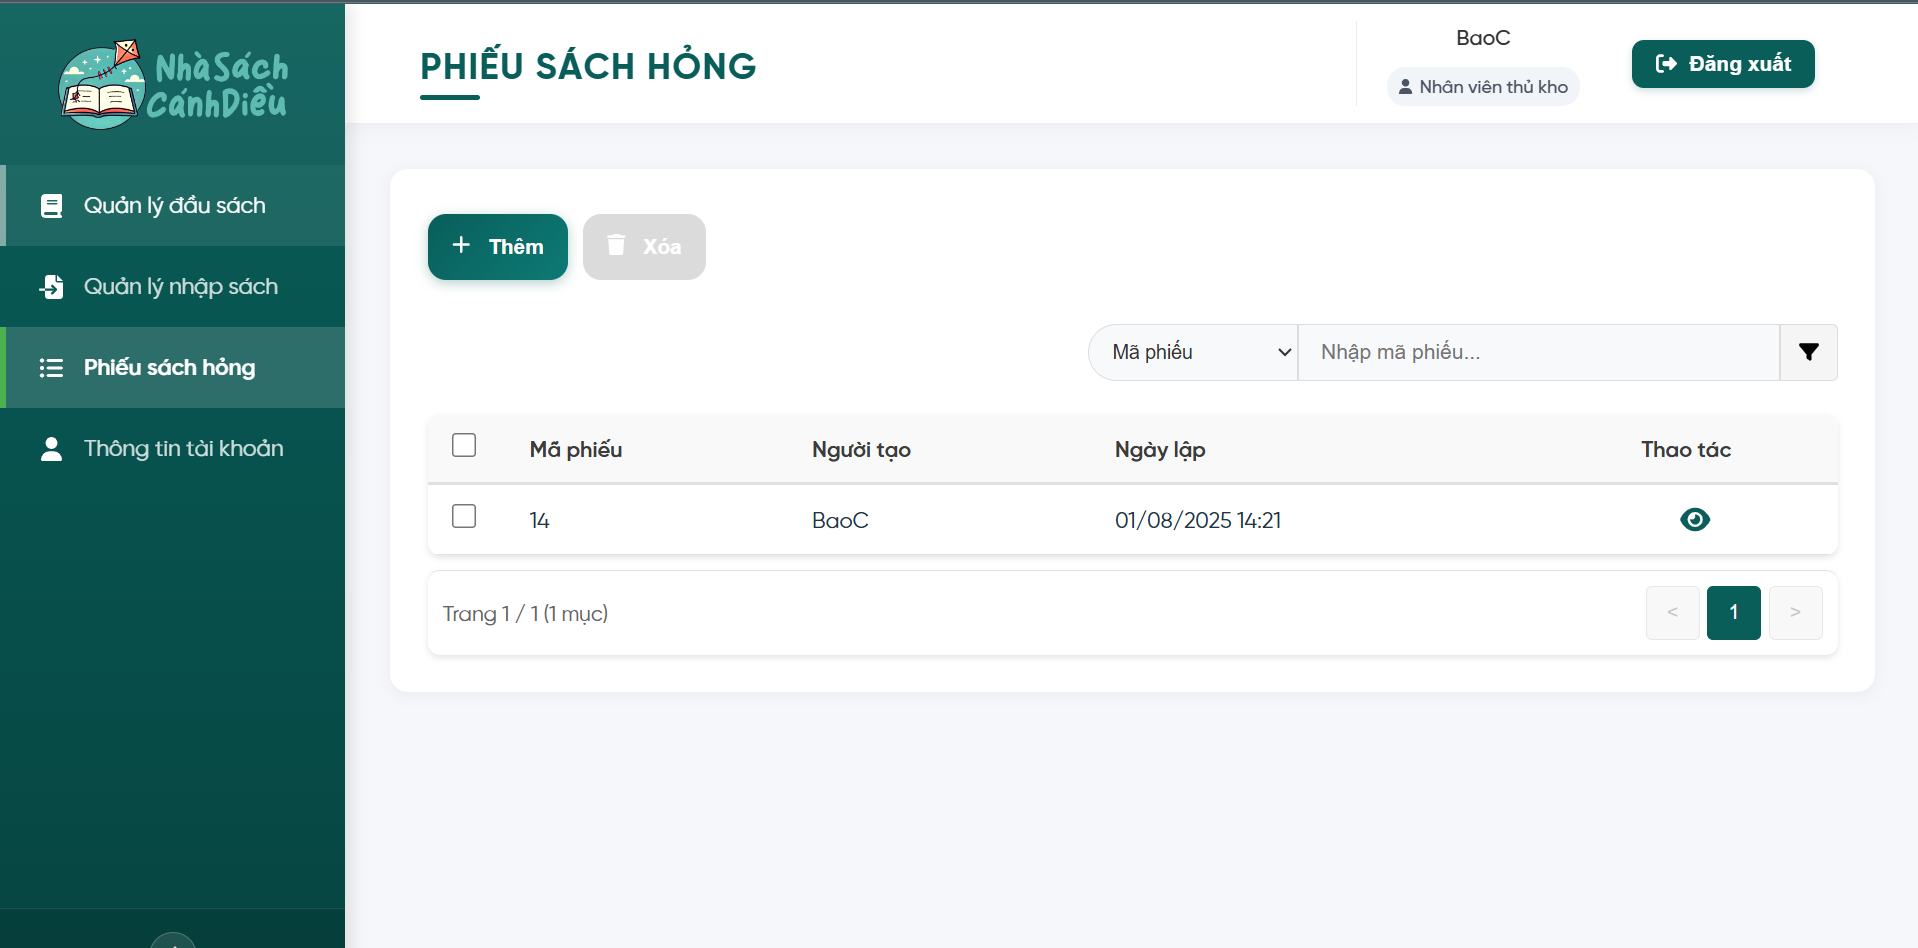 NhàSách
CánhDiều
Quản lý đầu sách
Quản lý nhập sách
Phiếu sách hỏng
Thông tin tài khoản
PHIẾU SÁCH HỎNG
BaoC
Nhân viên thủ kho
Đăng xuất
+ Thêm
Xóa
Mã phiếu
Nhập mã phiếu...
Mã phiếu Người tạo Ngày lập Thao tác
14 BaoC 01/08/2025 14:21
Trang 1 / 1 (1 mục)
< 1 >